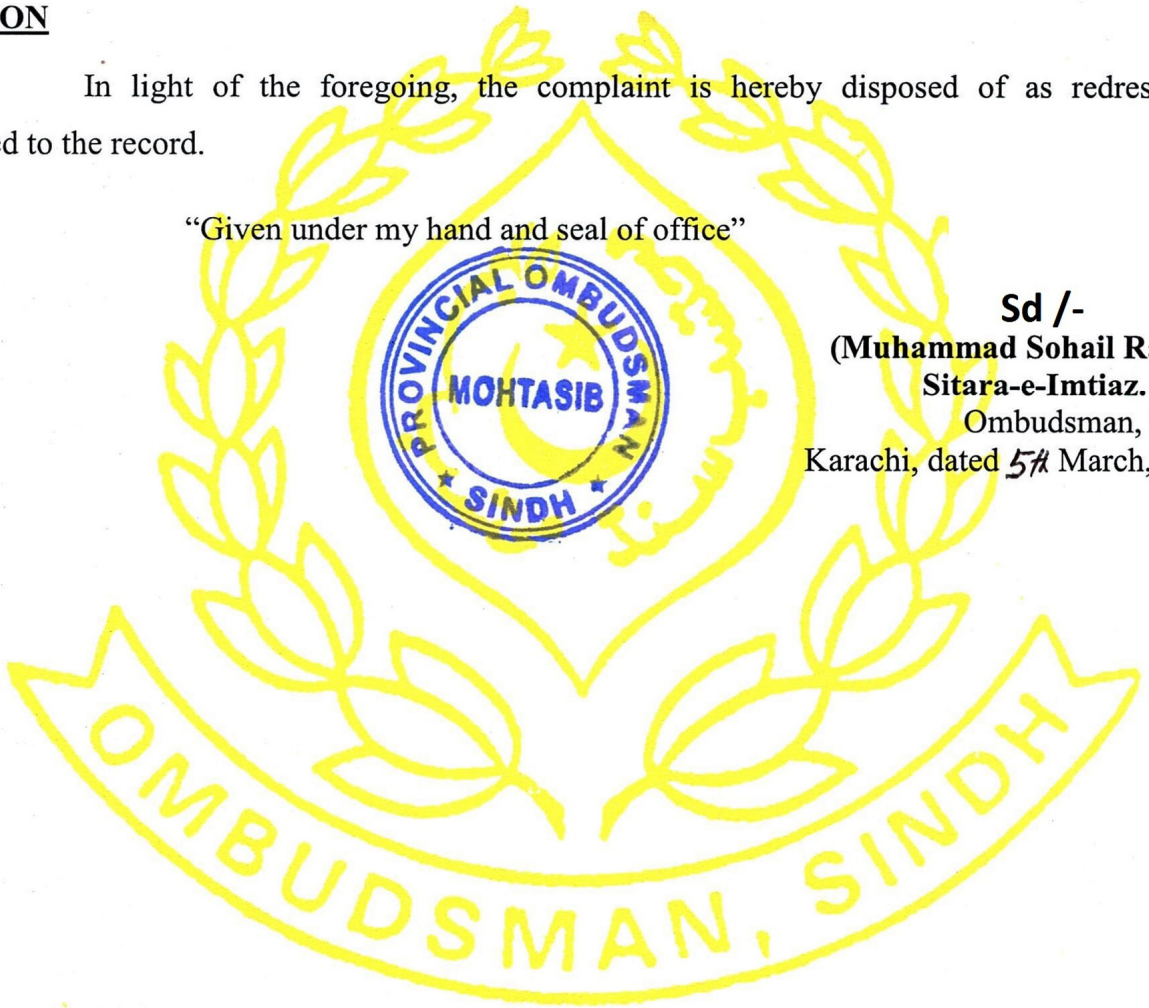 ON
In light of the foregoing, the complaint is hereby disposed of as redres
ed to the record.
“Given under my hand and seal of office”
PROVINCIAL OMBUDSMAN
MOHTASIB
★ SINDH ★
Sd /-
(Muhammad Sohail R
Sitara-e-Imtiaz.
Ombudsman,
Karachi, dated 5th March,
OMBUDSMAN, SINDH